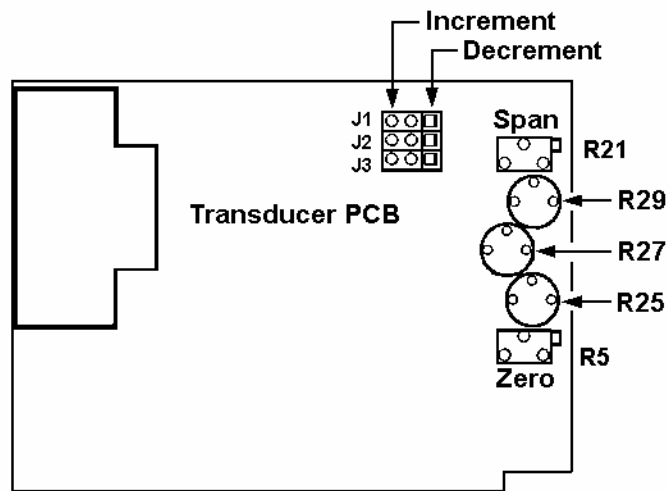 Increment
Decrement
J1
J2
J3
Span
R21
R29
Transducer PCB
R27
R25
R5
Zero